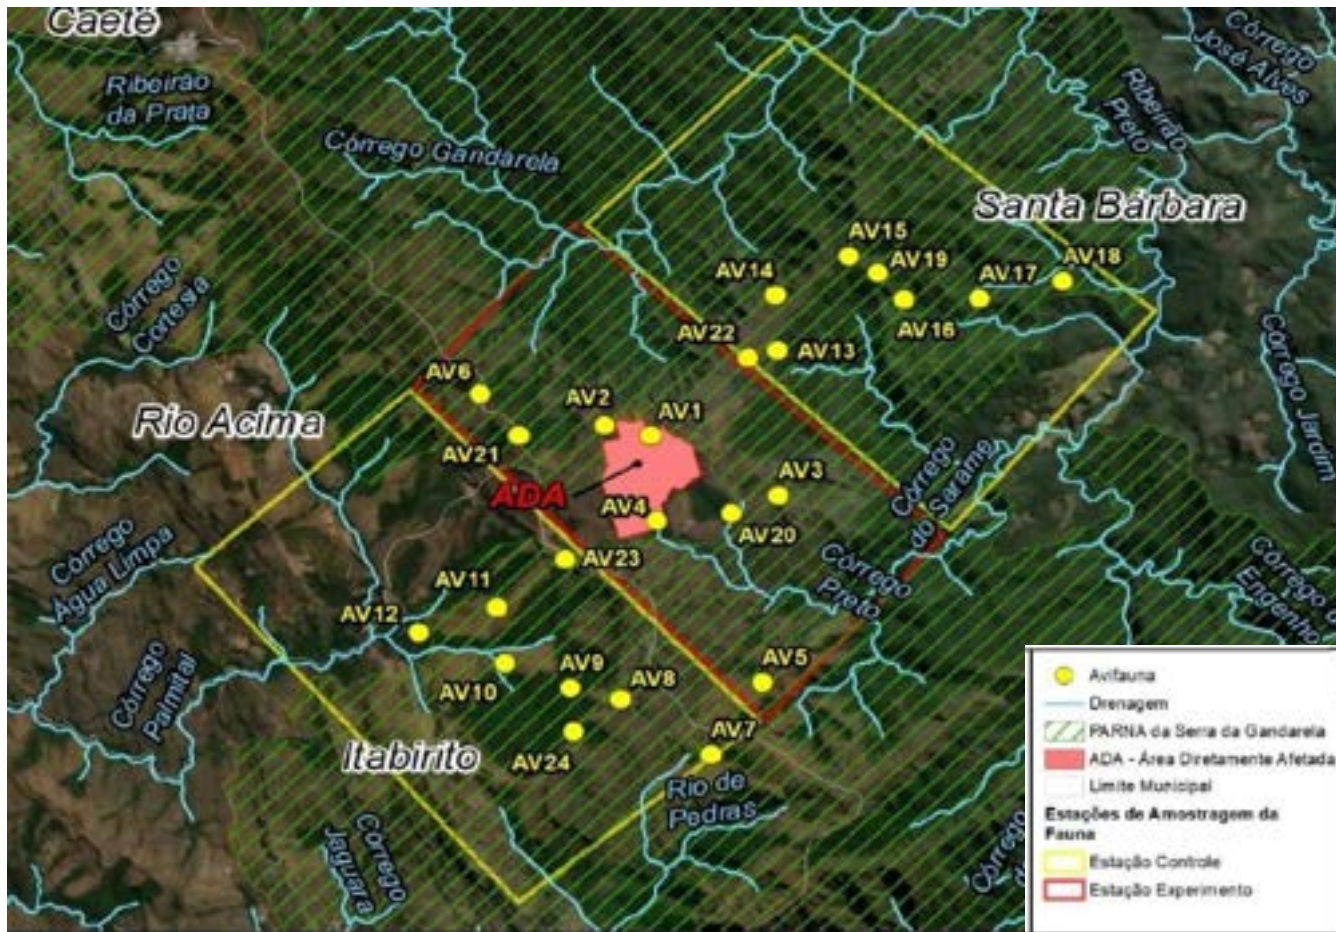 Caeté
Ribeirão
da Prata
Córrego Gandarela
Córrego
José Alves
Ribeirão
Preto
Santa Bárbara
AV15
AV19
AV18
AV14
AV17
AV16
AV22
AV13
Córrego
Cortesia
Córrego Jardim
AV6
Rio Acima
AV2
AV1
AV21
AV3
Córrego
do Sarame
ADA
AV4
AV20
AV23
Córrego
Água Limpa
Córrego
Preto
Córrego
Engenho
AV11
AV12
AV5
AV9
AV8
AV10
Córrego
Palmital
AV7
AV24
Itabirito
Rio de
Pedras
Córrego
Jaguara
Córrego
Avifauna
Drenagem
PARNA da Serra da Gandarela
ADA - Área Diretamente Afetada
Limite Municipal
Estações de Amostragem da
Fauna
Estação Controle
Estação Experimento